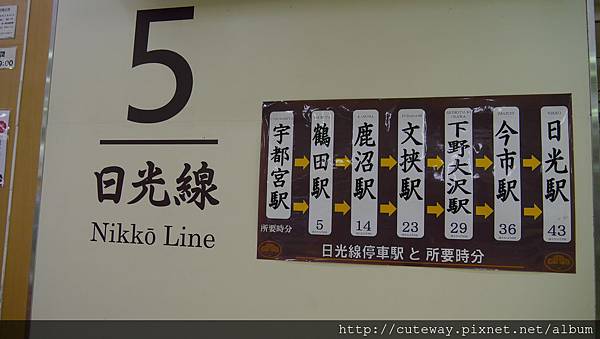 5
日光線
Nikkō Line
宇都宮駅
鶴田駅
鹿沼駅
文挟駅
下野大沢駅
今市駅
日光駅
所要時分
5
14
23
29
36
43
日光線停車駅と所要時分
http://cuteway.pixnet.net/album